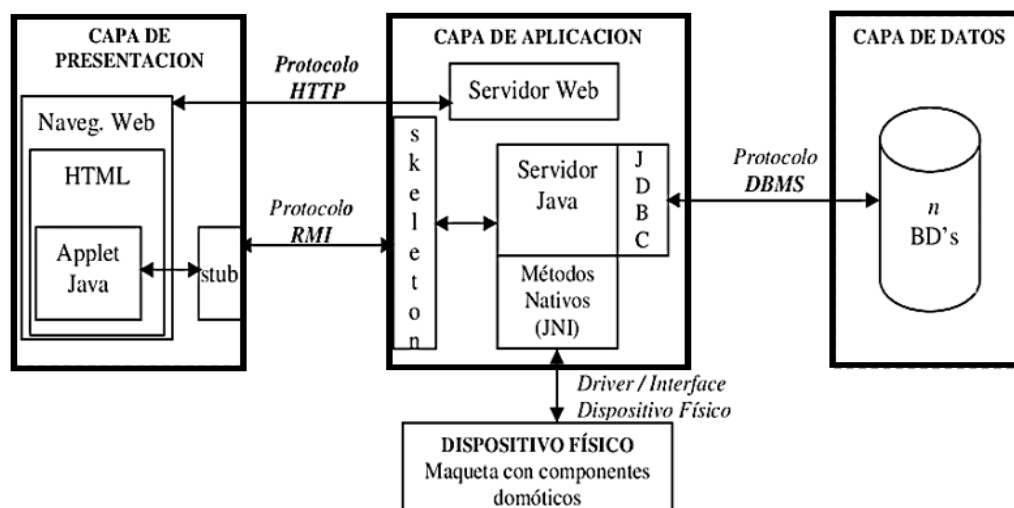 CAPA DE
PRESENTACION
Naveg. Web
HTML
Applet
Java
stub
Protocolo
HTTP
Protocolo
RMI
CAPA DE APLICACION
Servidor Web
s
k
e
l
e
t
o
n
Servidor
Java
J
D
B
C
Métodos
Nativos
(JNI)
Protocolo
DBMS
CAPA DE DATOS
n
BD's
Driver / Interface
Dispositivo Físico
DISPOSITIVO FÍSICO
Maqueta con componentes
domóticos